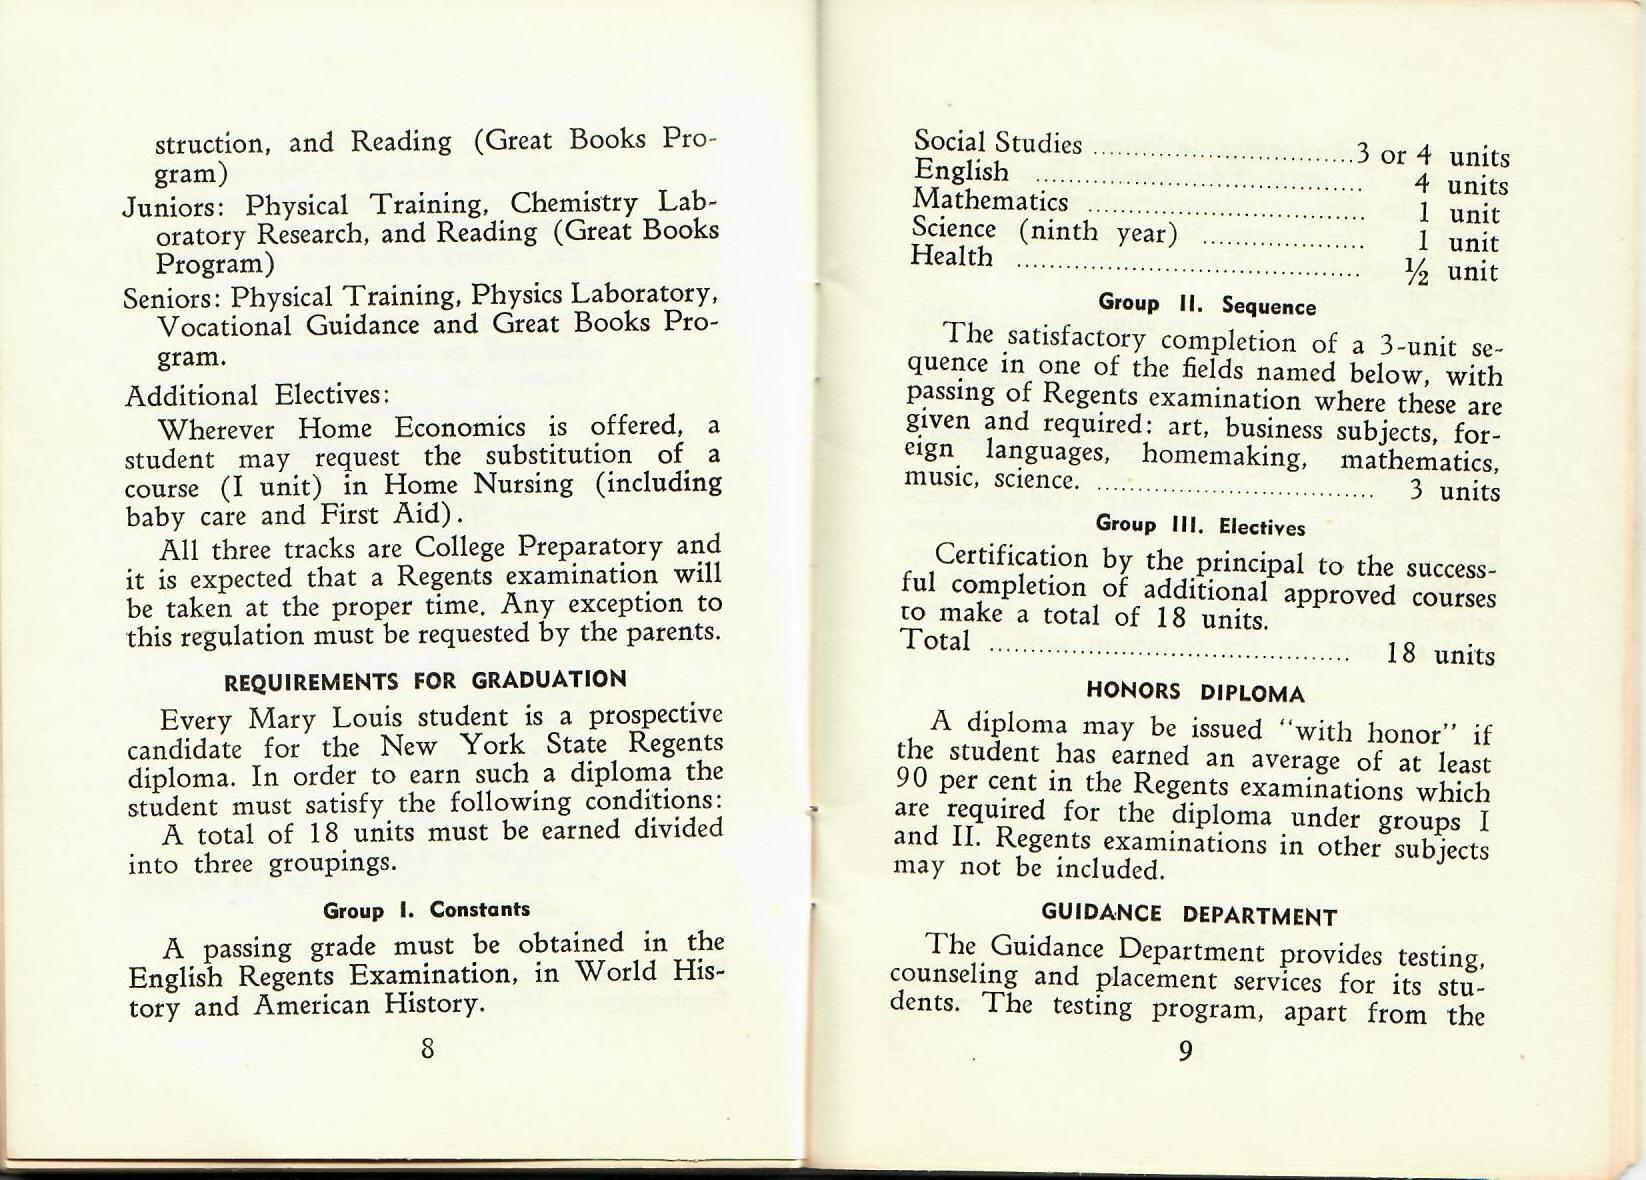 struction, and Reading (Great Books Pro-
gram)
Juniors: Physical Training, Chemistry Lab-
oratory Research, and Reading (Great Books
Program)
Seniors: Physical Training, Physics Laboratory,
Vocational Guidance and Great Books Pro-
gram.
Additional Electives:
Wherever Home Economics is offered, a
student may request the substitution of a
course (I unit) in Home Nursing (including
baby care and First Aid).
All three tracks are College Preparatory and
it is expected that a Regents examination will
be taken at the proper time. Any exception to
this regulation must be requested by the parents.
REQUIREMENTS FOR GRADUATION
Every Mary Louis student is a prospective
candidate for the New York State Regents
diploma. In order to earn such a diploma the
student must satisfy the following conditions:
A total of 18 units must be earned divided
into three groupings.
Group I. Constants
A passing grade must be obtained in the
English Regents Examination, in World His-
tory and American History.
8
Social Studies ................................ 3 or 4 units
English ........................................ 4 units
Mathematics .................................. 1 unit
Science (ninth year) .................... 1 unit
Health .......................................... ½ unit
Group II. Sequence
The satisfactory completion of a 3-unit se-
quence in one of the fields named below, with
passing of Regents examination where these are
given and required: art, business subjects, for-
eign languages, homemaking, mathematics,
music, science. .................................. 3 units
Group III. Electives
Certification by the principal to the success-
ful completion of additional approved courses
to make a total of 18 units.
Total ............................................ 18 units
HONORS DIPLOMA
A diploma may be issued "with honor" if
the student has earned an average of at least
90 per cent in the Regents examinations which
are required for the diploma under groups I
and II. Regents examinations in other subjects
may not be included.
GUIDANCE DEPARTMENT
The Guidance Department provides testing,
counseling and placement services for its stu-
dents. The testing program, apart from the
9